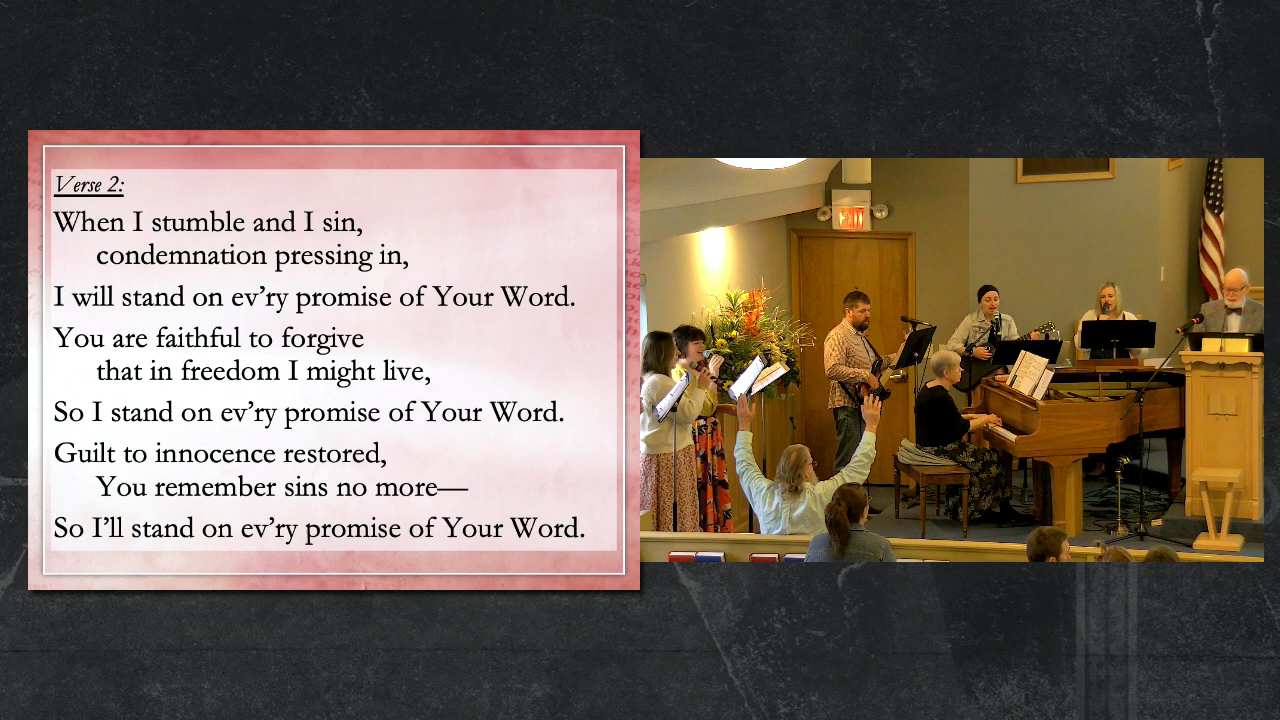 Verse 2:
When I stumble and I sin,
condemnation pressing in,
I will stand on ev’ry promise of Your Word.
You are faithful to forgive
that in freedom I might live,
So I stand on ev’ry promise of Your Word.
Guilt to innocence restored,
You remember sins no more—
So I’ll stand on ev’ry promise of Your Word.
EXIT